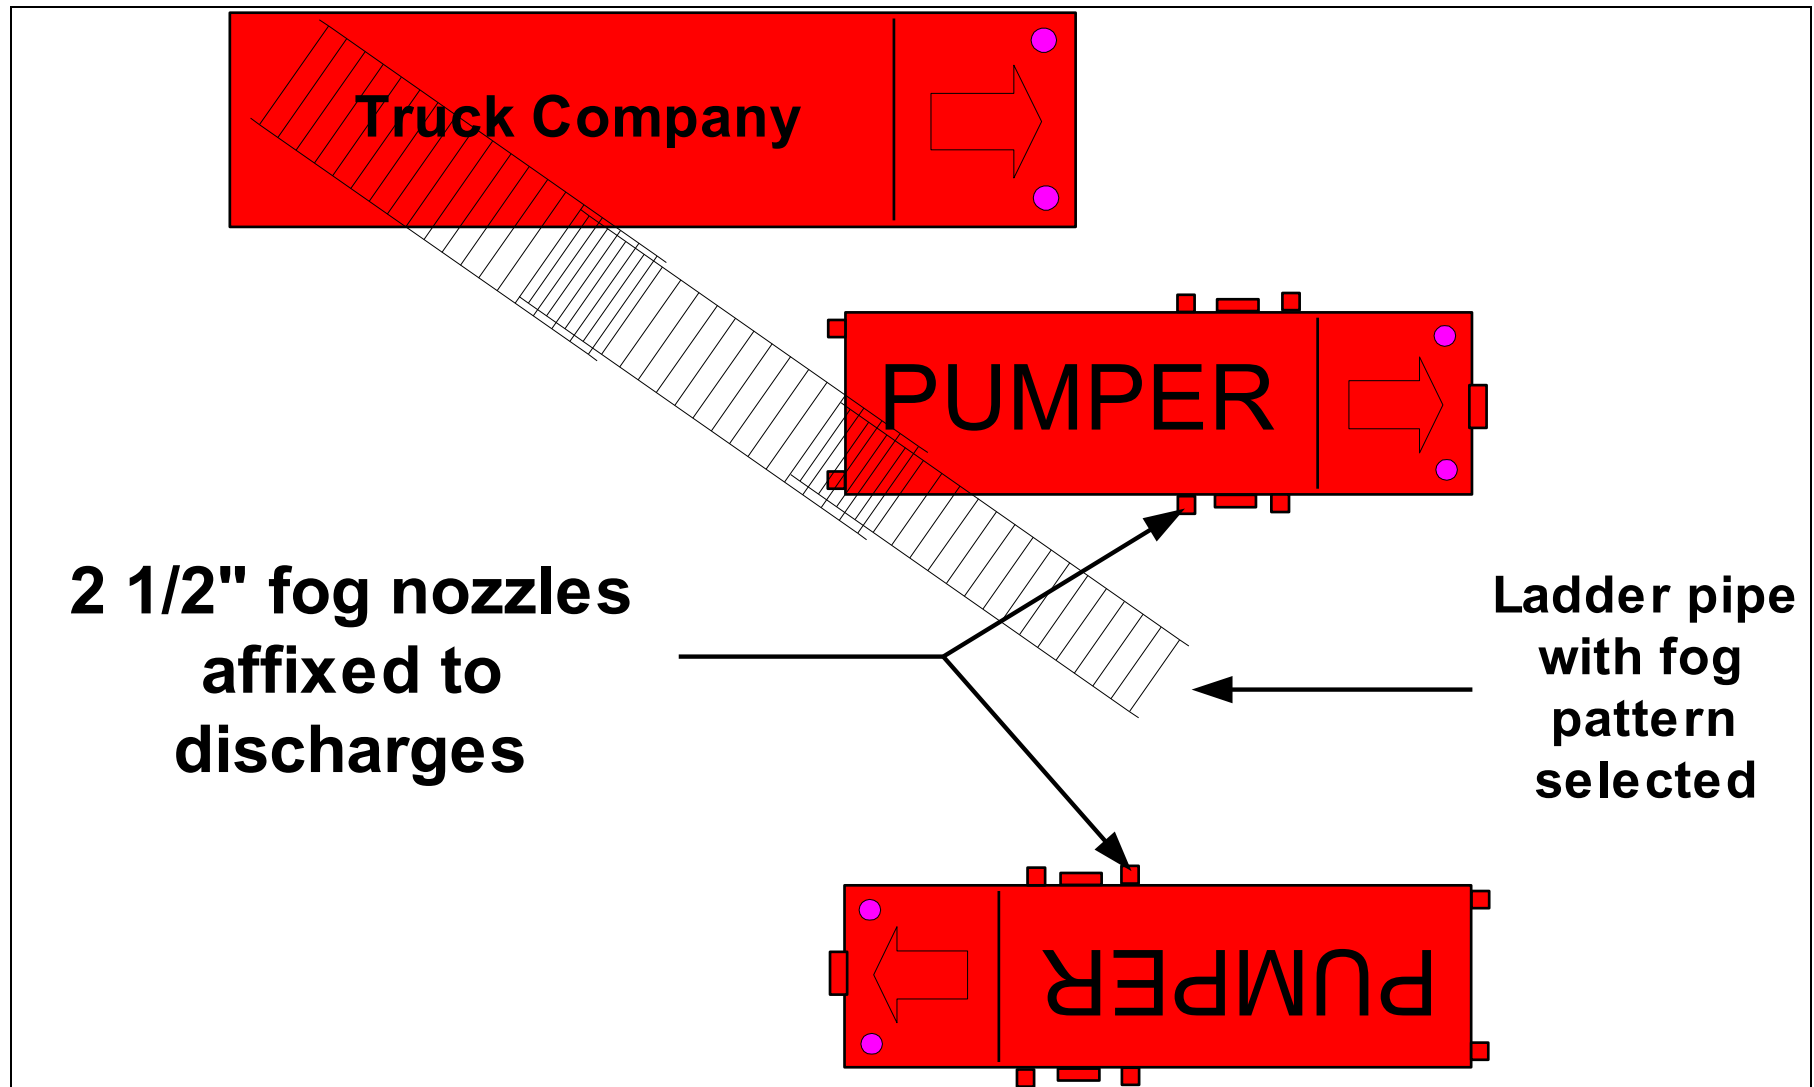 Truck Company
PUMPER
2 1/2" fog nozzles
affixed to
discharges
Ladder pipe
with fog
pattern
selected
PUMPER